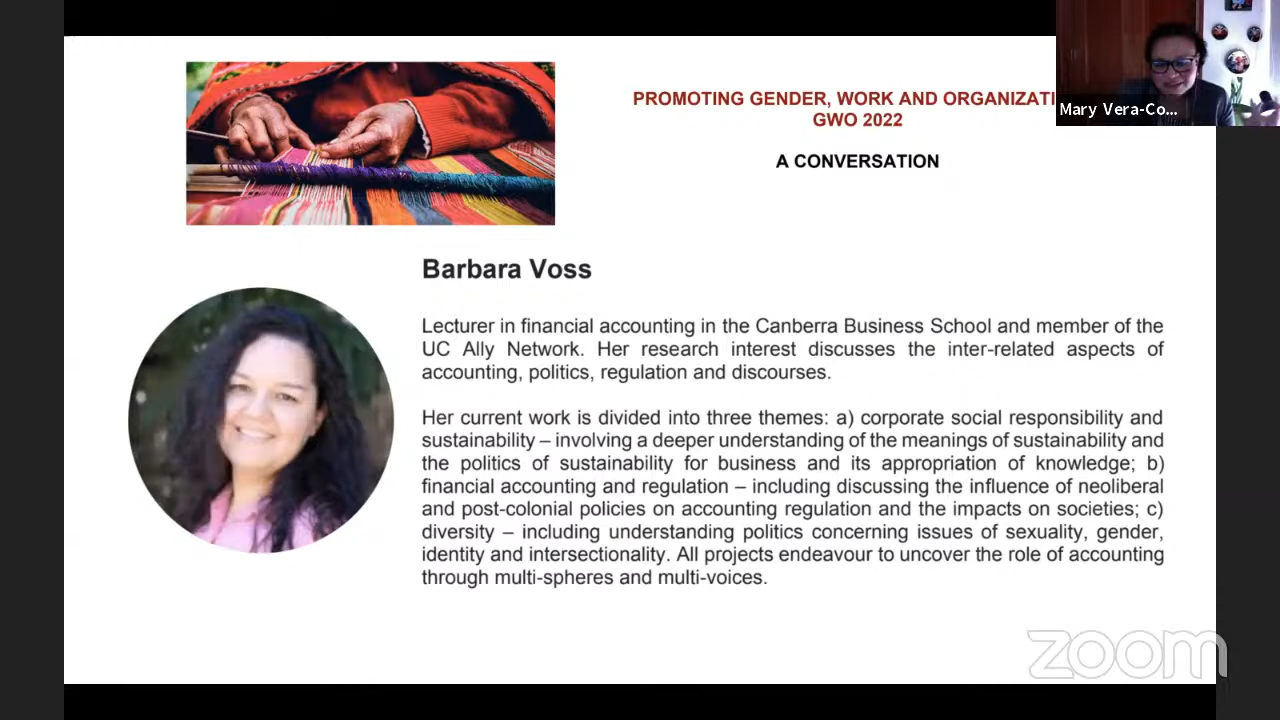 PROMOTING GENDER, WORK AND ORGANIZATI
GWO 2022
A CONVERSATION
Mary Vera-Co...
Barbara Voss
Lecturer in financial accounting in the Canberra Business School and member of the
UC Ally Network. Her research interest discusses the inter-related aspects of
accounting, politics, regulation and discourses.
Her current work is divided into three themes: a) corporate social responsibility and
sustainability – involving a deeper understanding of the meanings of sustainability and
the politics of sustainability for business and its appropriation of knowledge; b)
financial accounting and regulation – including discussing the influence of neoliberal
and post-colonial policies on accounting regulation and the impacts on societies; c)
diversity – including understanding politics concerning issues of sexuality, gender,
identity and intersectionality. All projects endeavour to uncover the role of accounting
through multi-spheres and multi-voices.
zoom